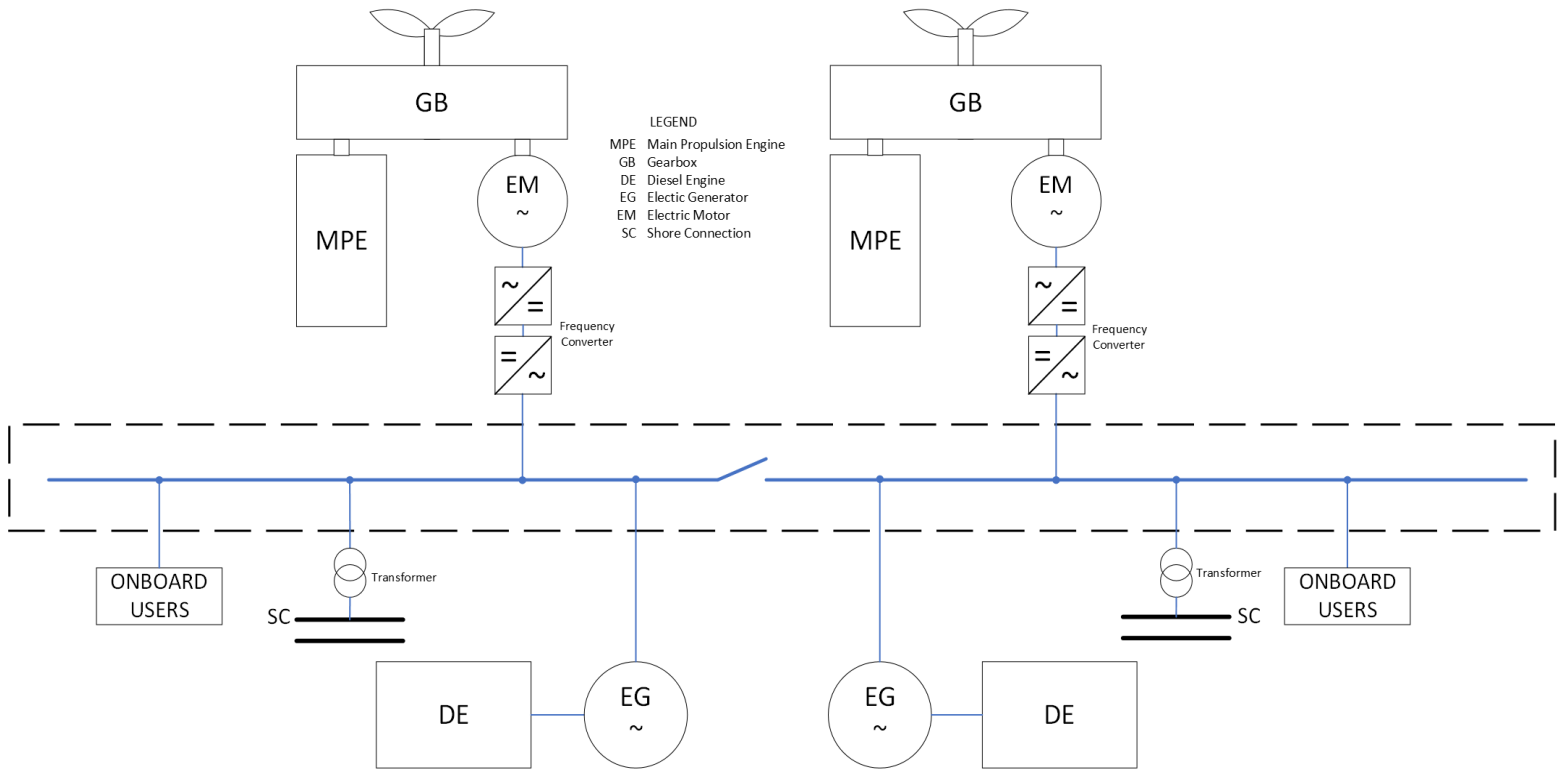 GB
GB
LEGEND
MPE Main Propulsion Engine
GB Gearbox
DE Diesel Engine
EG Electic Generator
EM Electric Motor
SC Shore Connection
EM
~
EM
~
MPE
MPE
~
=
~
=
Frequency
Converter
Frequency
Converter
=
~
=
~
ONBOARD
USERS
Transformer
SC
Transformer
SC
ONBOARD
USERS
DE
EG
~
EG
~
DE